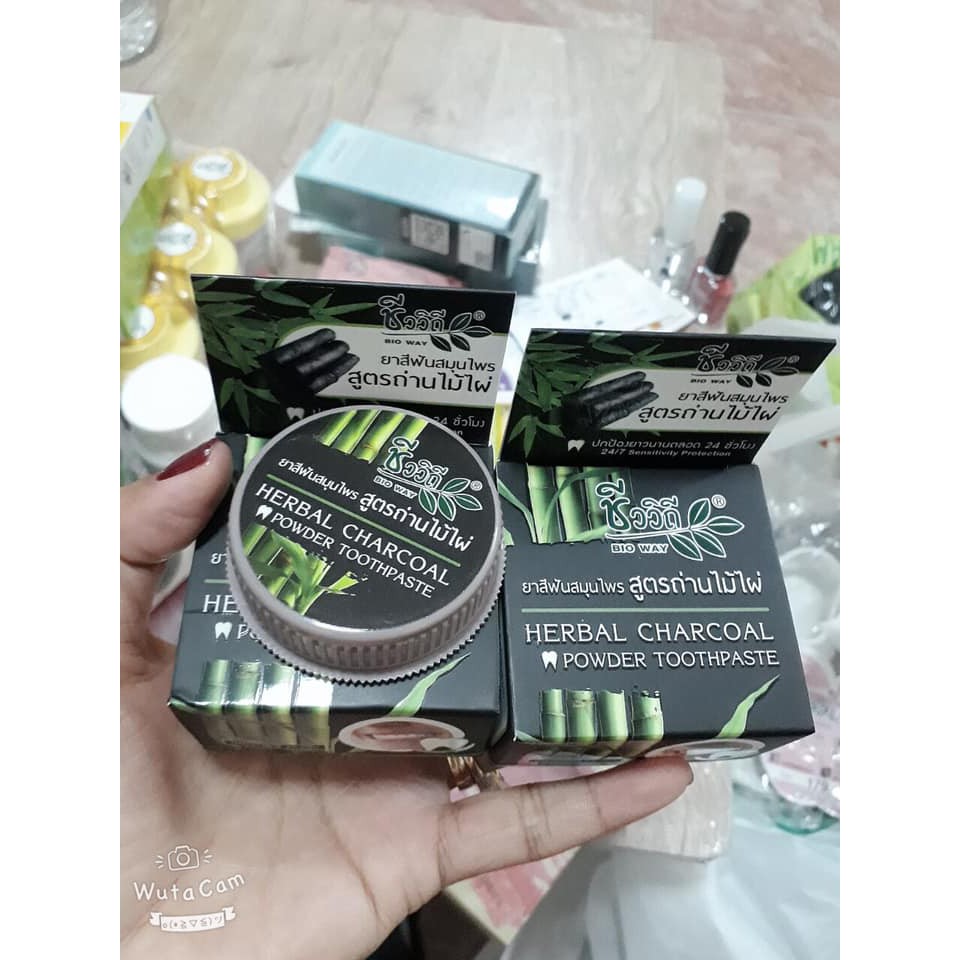 ชีววิถี ®
BIO WAY
ยาสีฟันสมุนไพร
สูตรถ่านไม้ไผ่
24 ชั่วโมง
ชีววิถี
BIO WAY
ยาสีฟันสมุนไพร สูตรถ่านไม้ไผ่
HERBAL CHARCOAL
POWDER TOOTHPASTE
ชีววิถี ®
BIO WAY
ยาสีฟันสมุนไพร
สูตรถ่านไม้ไผ่
ปกป้องยาวนานตลอด 24 ชั่วโมง
24/7 Sensitivity Protection
ชีววิถี ®
BIO WAY
ยาสีฟันสมุนไพร สูตรถ่านไม้ไผ่
HERBAL CHARCOAL
POWDER TOOTHPASTE
WutaCam